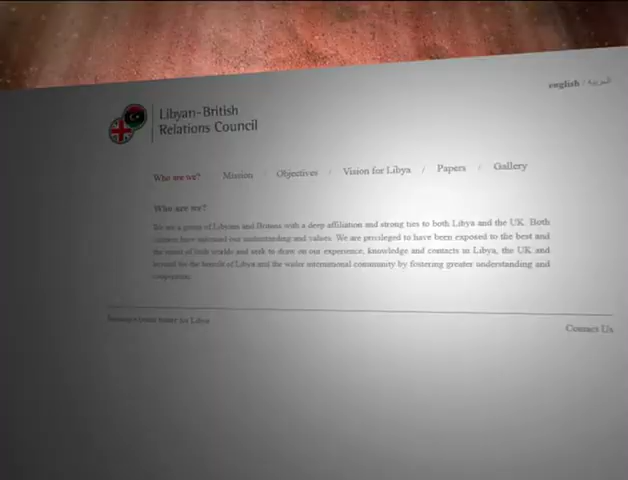 english / العربية
Libyan-British
Relations Council
Who are we? Mission / Objectives / Vision for Libya / Papers / Gallery
Who are we?
We are a group of Libyans and Britons with a deep affiliation and strong ties to both Libya and the UK. Both
have informed our understanding and values. We are privileged to have been exposed to the best and
the worst of both worlds and seek to draw on our experience, knowledge and contacts in Libya, the UK and
beyond for the benefit of Libya and the wider international community by fostering greater understanding and
cooperation.
Contact Us